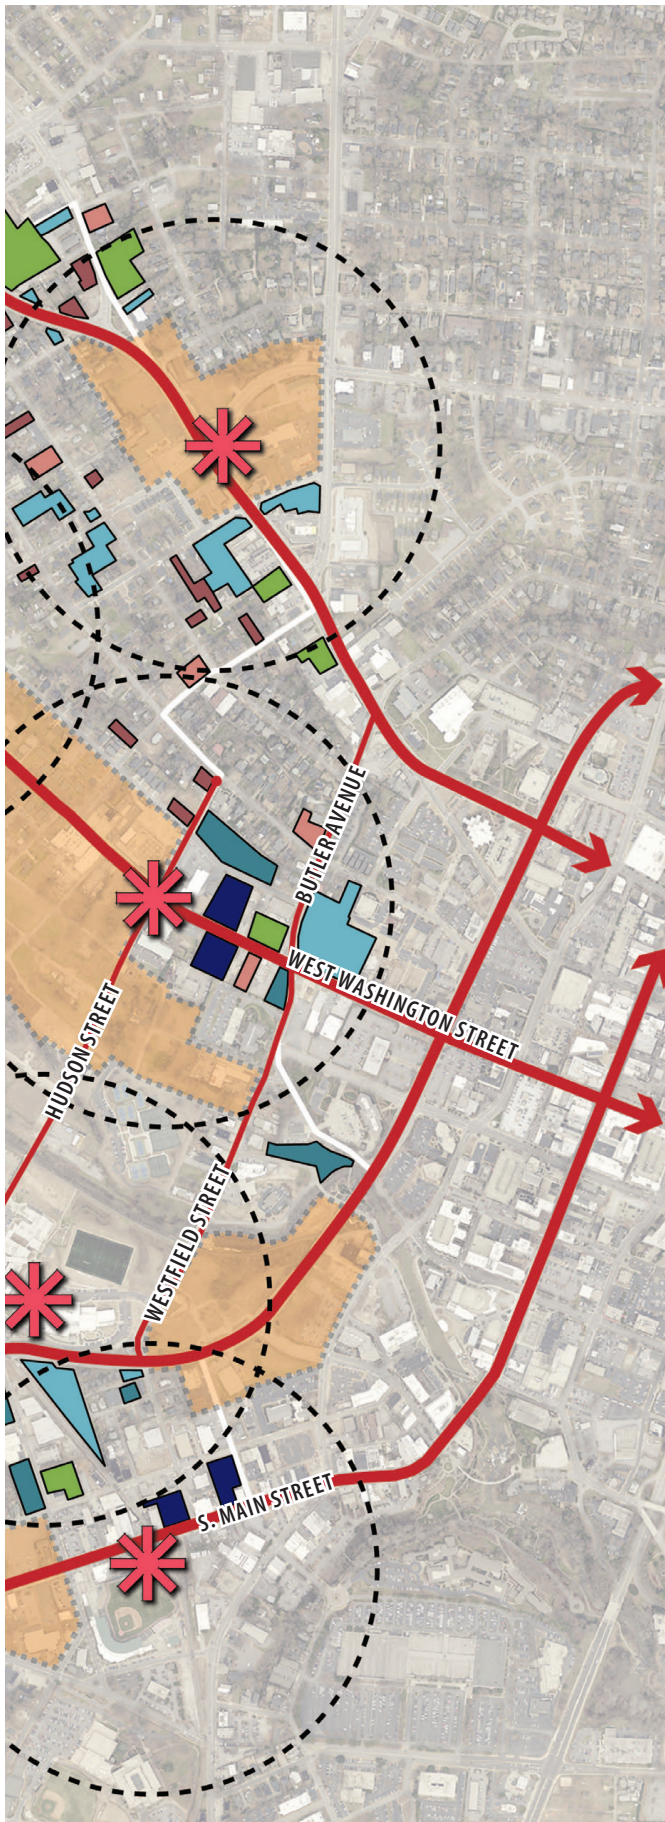 BUTLER AVENUE
WEST WASHINGTON STREET
HUDSON STREET
WESTFIELD STREET
S. MAIN STREET